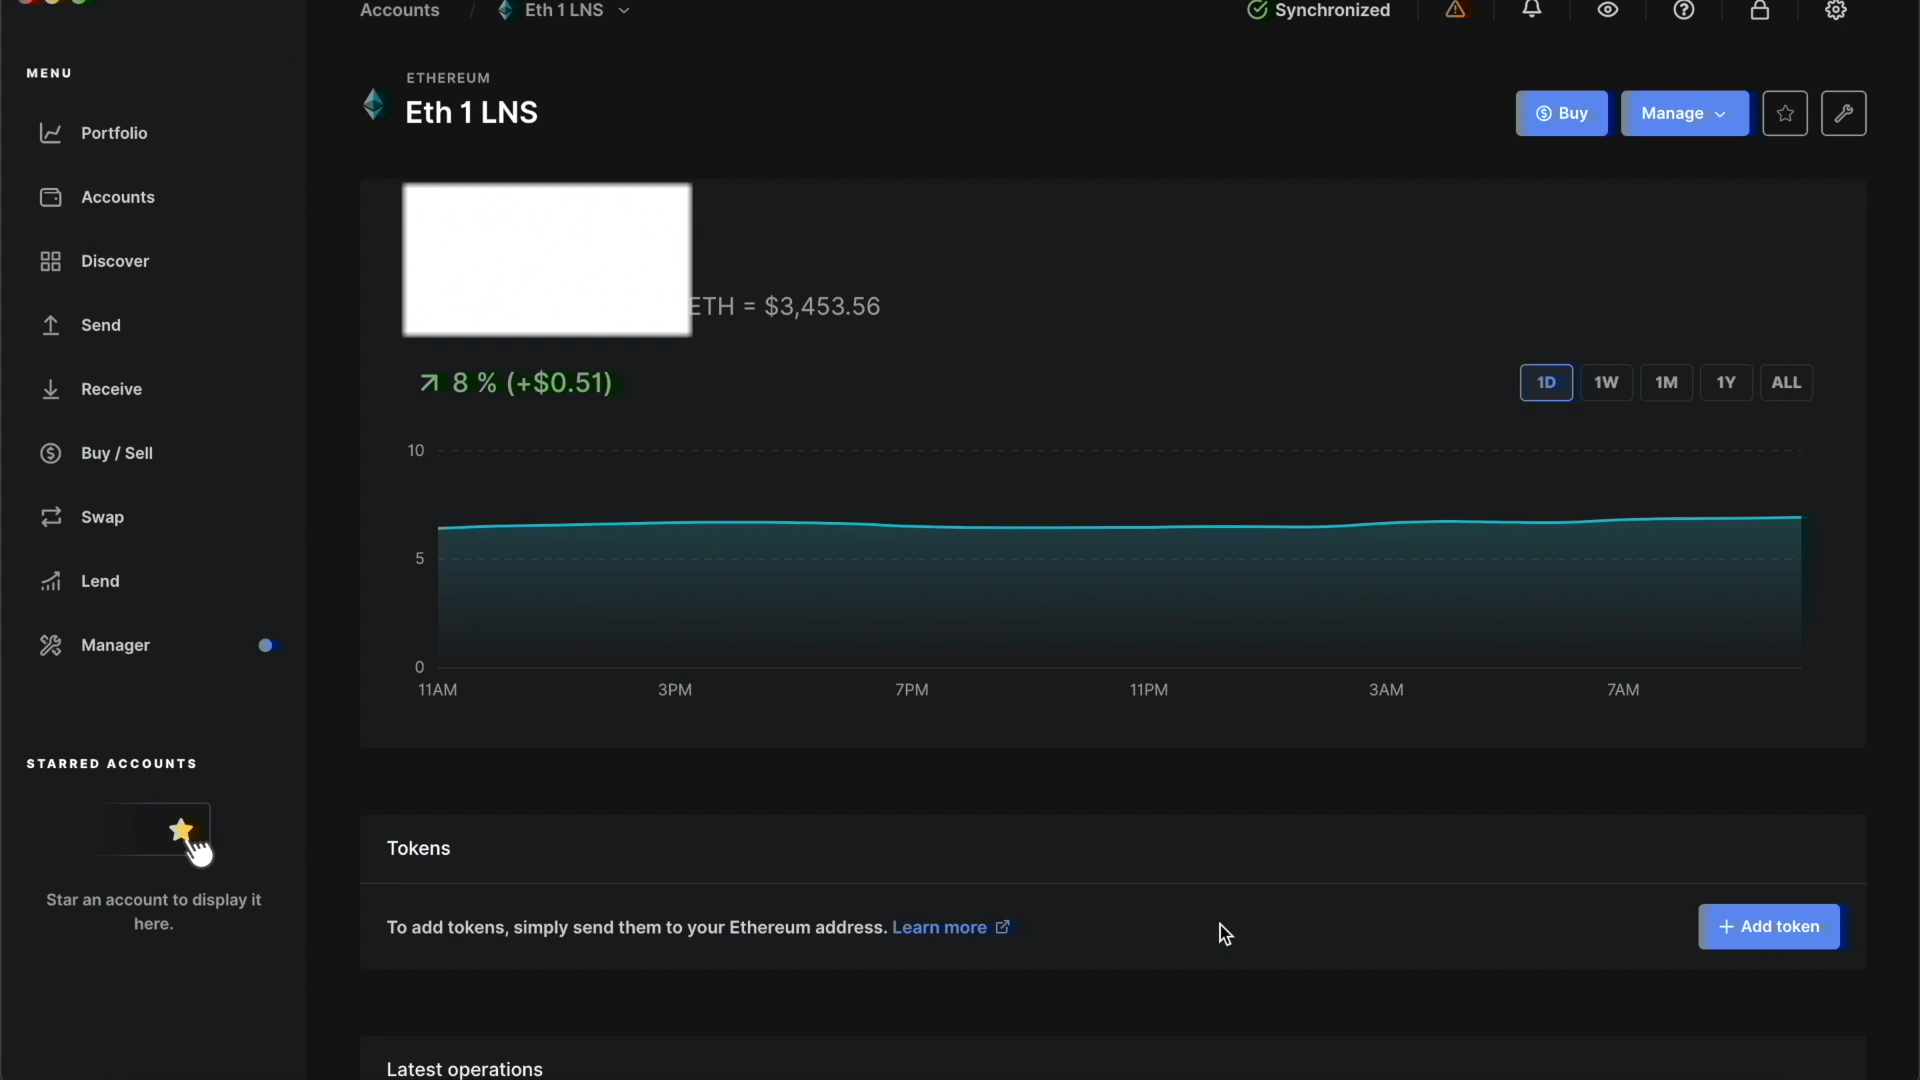 Accounts / Eth 1 LNS
Synchronized
MENU
Portfolio
Accounts
Discover
Send
Receive
Buy / Sell
Swap
Lend
Manager
STARRED ACCOUNTS
Star an account to display it
here.
ETHEREUM
Eth 1 LNS
Buy
Manage
ETH = $3,453.56
8 % (+$0.51)
1D 1W 1M 1Y ALL
10
5
0
11AM 3PM 7PM 11PM 3AM 7AM
Tokens
To add tokens, simply send them to your Ethereum address. Learn more
+ Add token
Latest operations